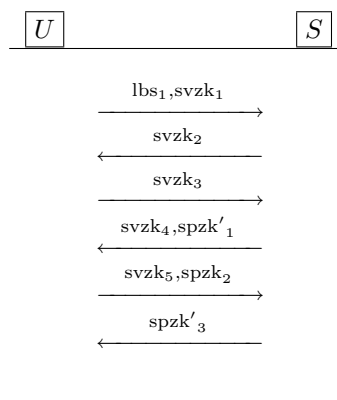 U S
lbs₁,svzk₁
svzk₂
svzk₃
svzk₄,spzk′₁
svzk₅,spzk₂
spzk′₃